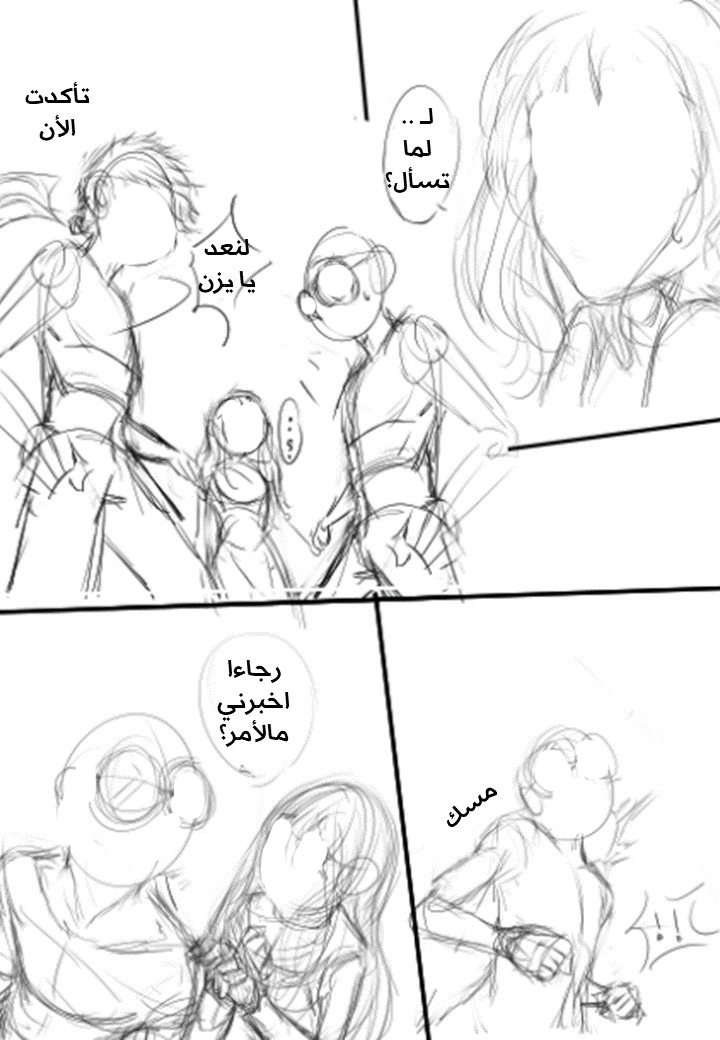 لـ ..
لما
تسأل؟
تأكدت
الأن
لنعد
يا يزن
..؟
مسك
!!
رجاءا
اخبرني
مالأمر؟